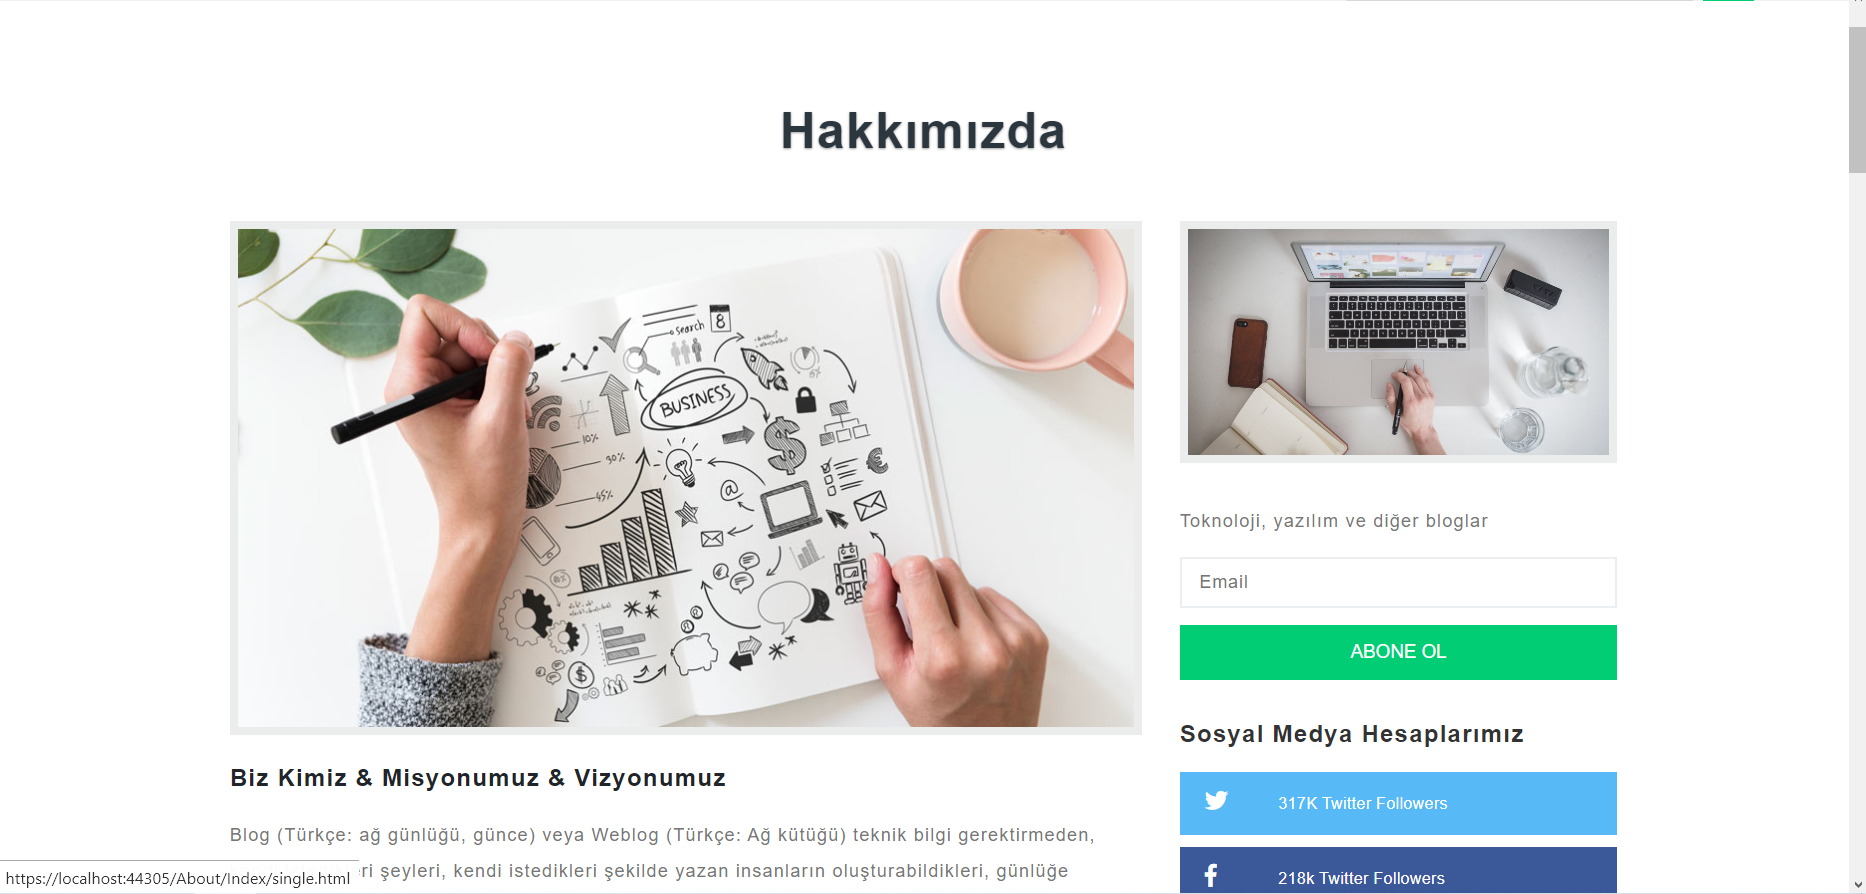 Hakkımızda
search
8
BUSINESS
15%
10%
30%
45%
Biz Kimiz & Misyonumuz & Vizyonumuz
Blog (Türkçe: ağ günlüğü, günce) veya Weblog (Türkçe: Ağ kütüğü) teknik bilgi gerektirmeden,
ri şeyleri, kendi istedikleri şekilde yazan insanların oluşturabildikleri, günlüğe
Toknoloji, yazılım ve diğer bloglar
Email
ABONE OL
Sosyal Medya Hesaplarımız
317K Twitter Followers
218k Twitter Followers
https://localhost:44305/About/Index/single.html